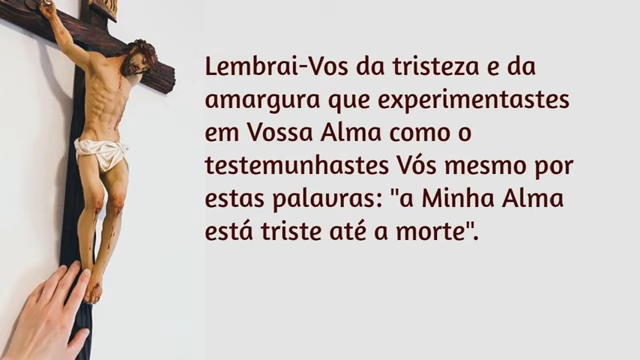 Lembrai-Vos da tristeza e da
amargura que experimentastes
em Vossa Alma como o
testemunhastes Vós mesmo por
estas palavras: "a Minha Alma
está triste até a morte".